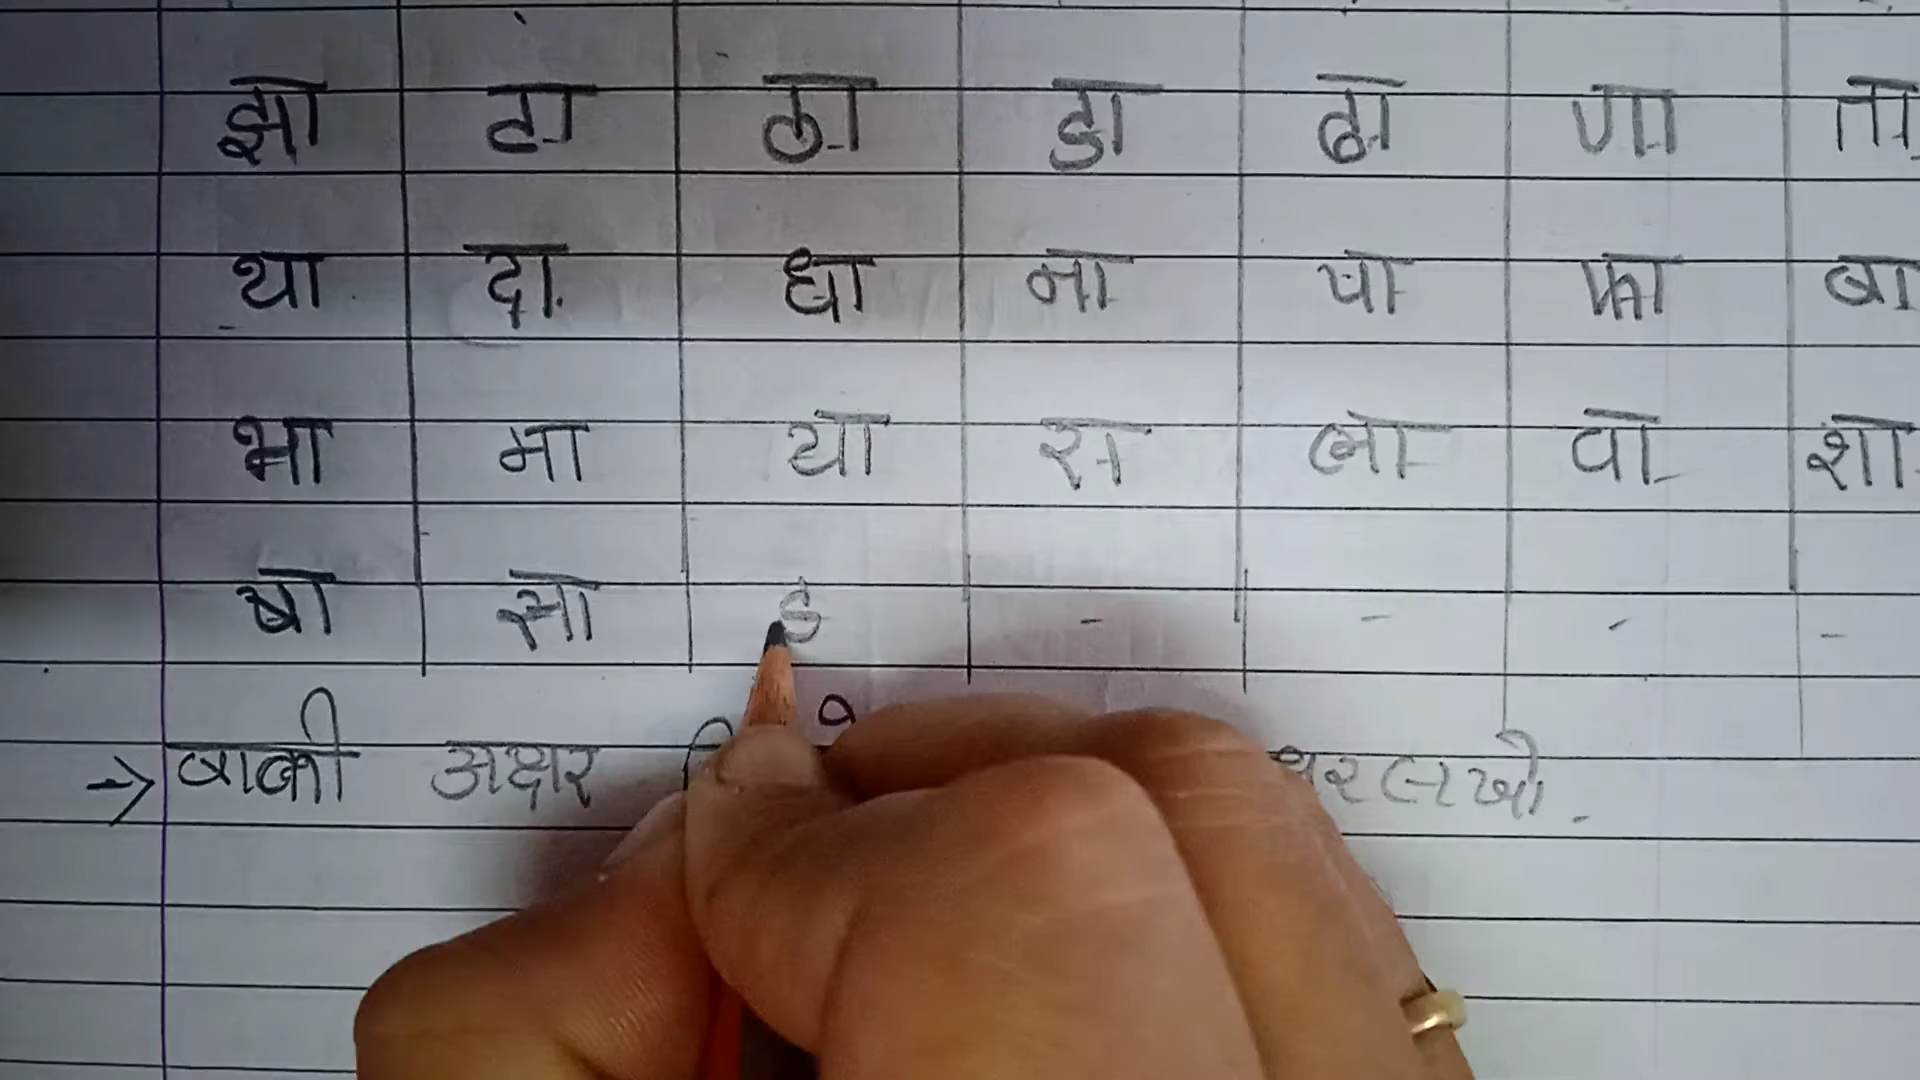 झा टा ठा डा ढा णा ता
था दा धा ना पा फा बा
भा मा या रा ला वा शा
षा सा - - - -
→ बाकी अक्षर